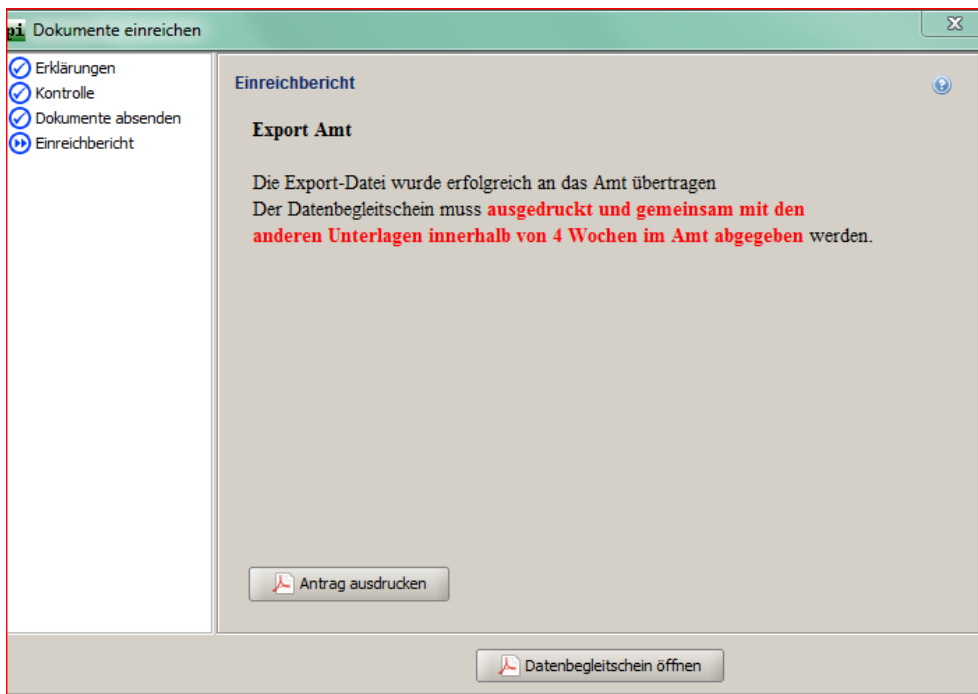 pi Dokumente einreichen
Erklärungen
Kontrolle
Dokumente absenden
Einreichbericht
Einreichbericht
Export Amt
Die Export-Datei wurde erfolgreich an das Amt übertragen
Der Datenbegleitschein muss ausgedruckt und gemeinsam mit den
anderen Unterlagen innerhalb von 4 Wochen im Amt abgegeben werden.
Antrag ausdrucken
Datenbegleitschein öffnen